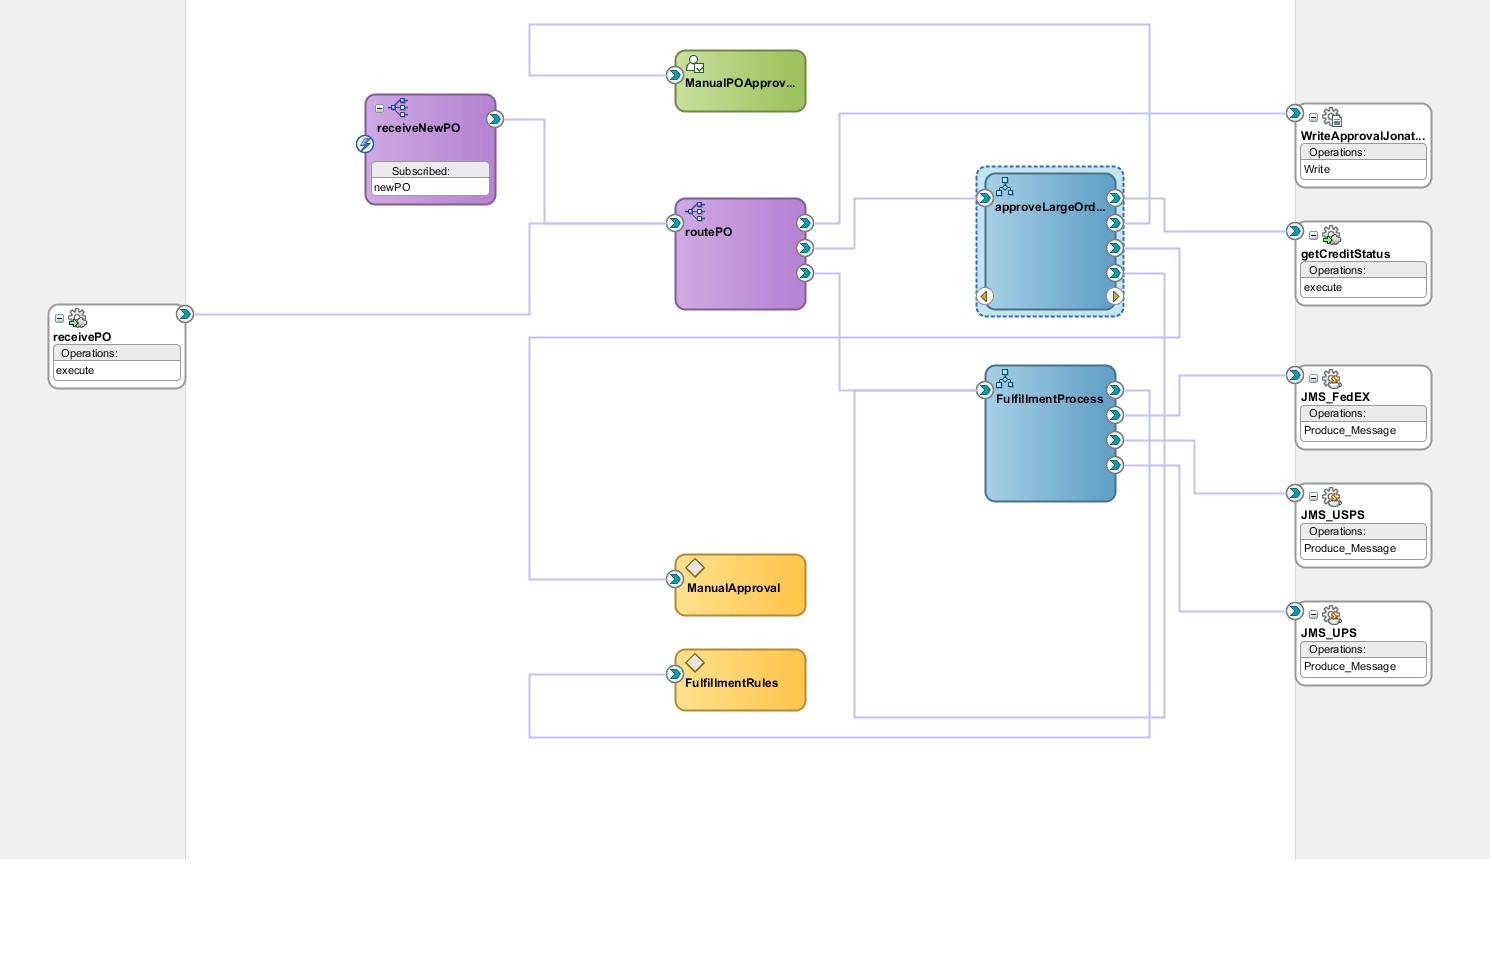 ManualPOApprov...
receiveNewPO
Subscribed:
newPO
routePO
approveLargeOrd...
WriteApprovalJonat...
Operations:
Write
getCreditStatus
Operations:
execute
receivePO
Operations:
execute
FulfillmentProcess
JMS_FedEX
Operations:
Produce_Message
JMS_USPS
Operations:
Produce_Message
ManualApproval
JMS_UPS
Operations:
Produce_Message
FulfillmentRules